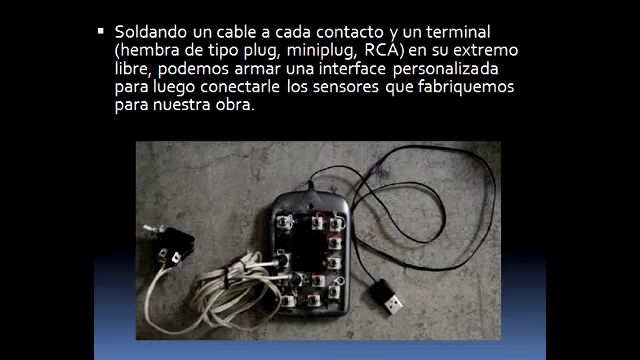 Soldando un cable a cada contacto y un terminal
(hembra de tipo plug, miniplug, RCA) en su extremo
libre, podemos armar una interface personalizada
para luego conectarle los sensores que fabriquemos
para nuestra obra.